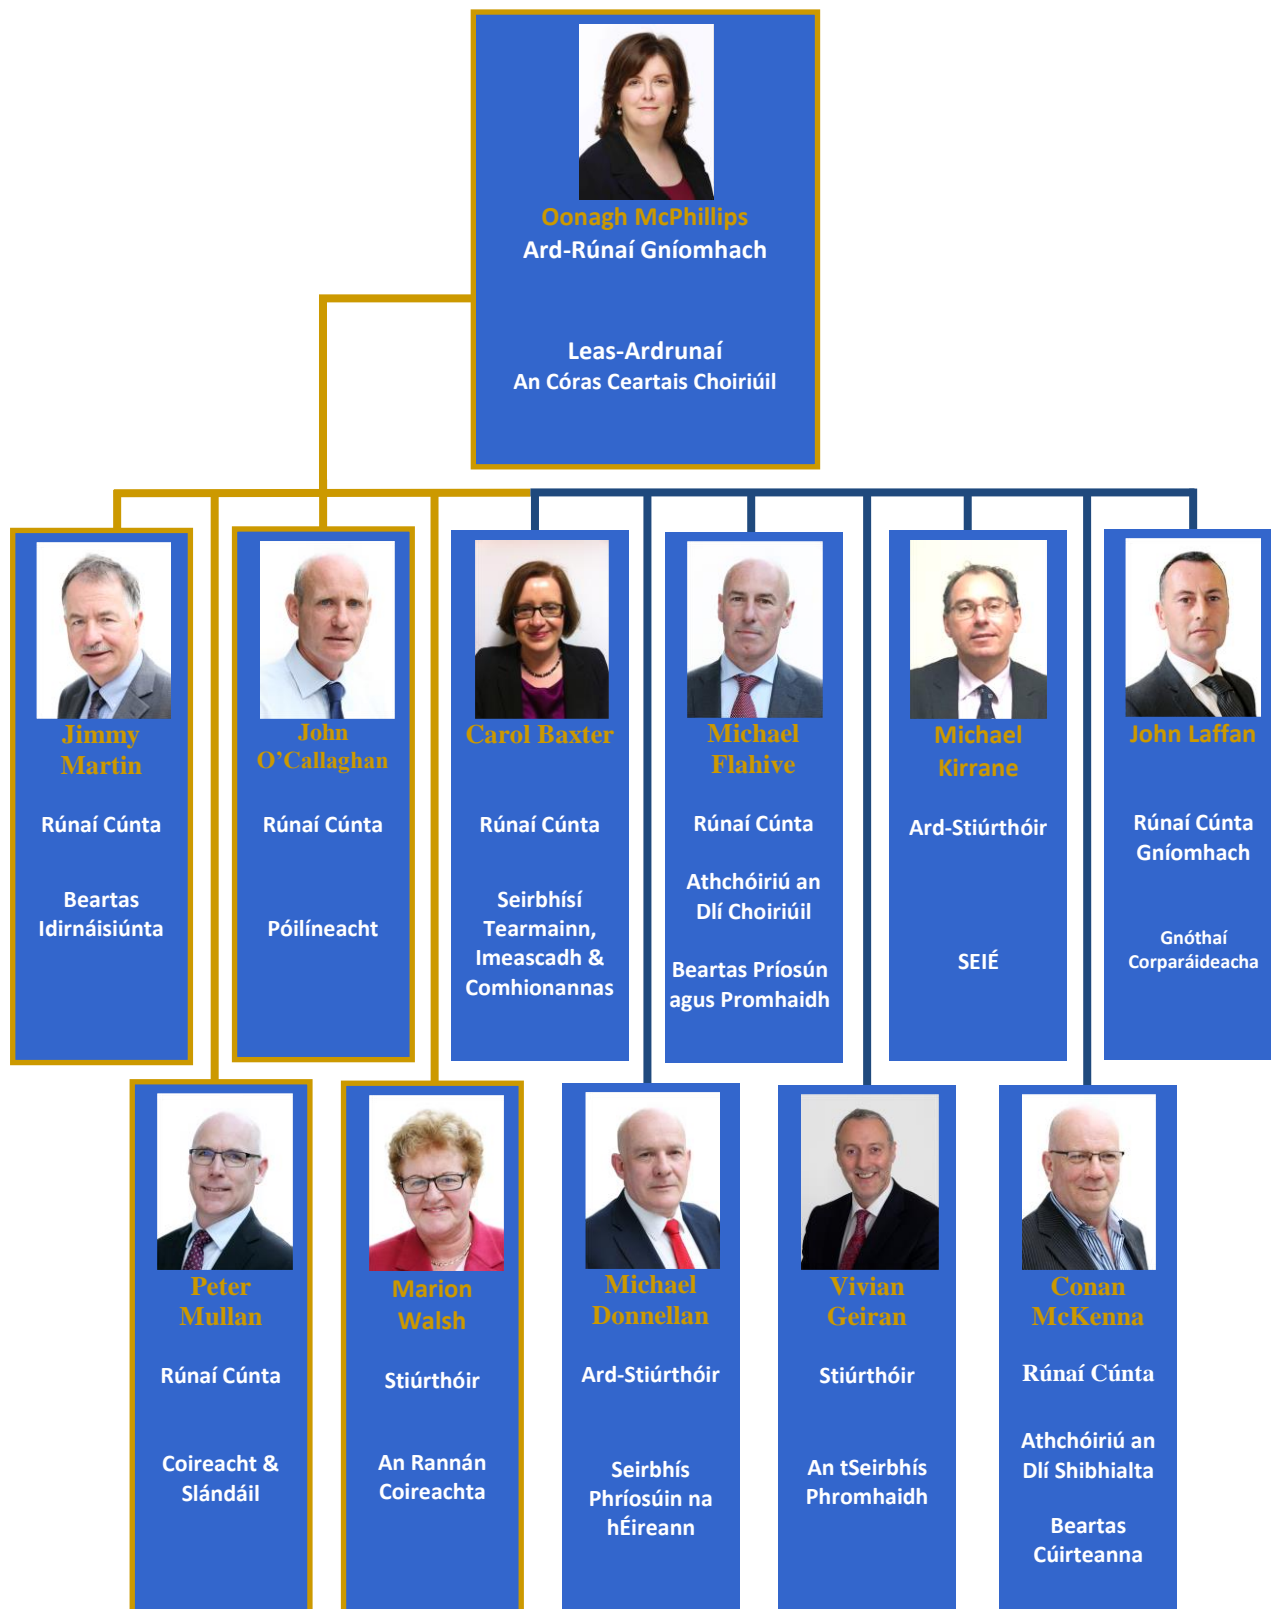 Oonagh McPhillips
Ard-Rúnaí Gníomhach
Leas-Ardrunaí
An Córas Ceartais Choiriúil
Jimmy
Martin
Rúnaí Cúnta
Beartas
Idirnáisiúnta
John
O’Callaghan
Rúnaí Cúnta
Póilíneacht
Carol Baxter
Rúnaí Cúnta
Seirbhísí
Tearmainn,
Imeascadh &
Comhionannas
Michael
Flahive
Rúnaí Cúnta
Athchóiriú an
Dlí Choiriúil
Beartas Príosún
agus Promhaidh
Michael
Kirrane
Ard-Stiúrthóir
SEIÉ
John Laffan
Rúnaí Cúnta
Gníomhach
Gnóthaí
Corparáideacha
Peter
Mullan
Rúnaí Cúnta
Coireacht &
Slándáil
Marion
Walsh
Stiúrthóir
An Rannán
Coireachta
Michael
Donnellan
Ard-Stiúrthóir
Seirbhís
Phríosúin na
hÉireann
Vivian
Geiran
Stiúrthóir
An tSeirbhís
Phromhaidh
Conan
McKenna
Rúnaí Cúnta
Athchóiriú an
Dlí Shibhialta
Beartas
Cúirteanna